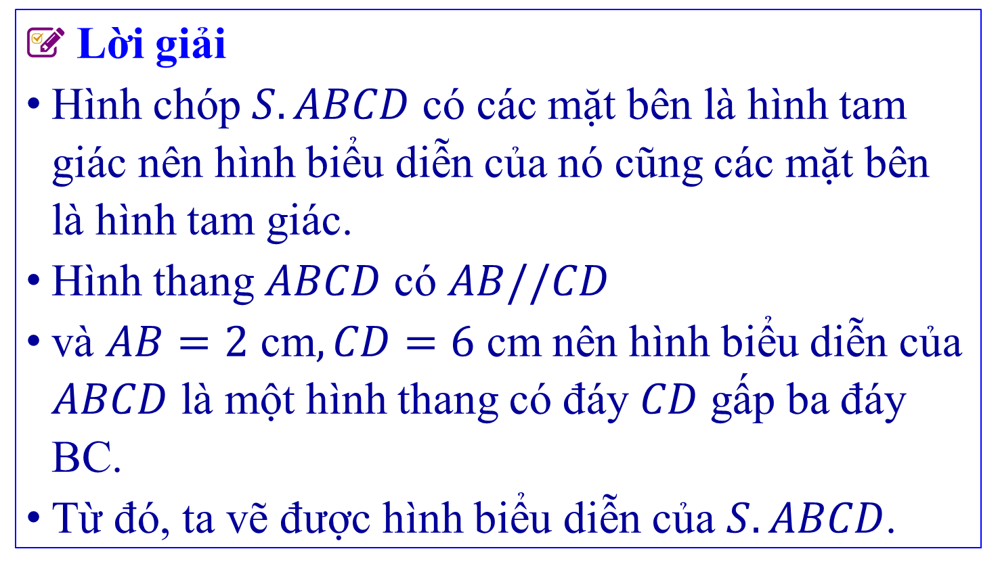 Lời giải
• Hình chóp S.ABCD có các mặt bên là hình tam
giác nên hình biểu diễn của nó cũng các mặt bên
là hình tam giác.
• Hình thang ABCD có AB//CD
• và AB = 2 cm, CD = 6 cm nên hình biểu diễn của
ABCD là một hình thang có đáy CD gấp ba đáy
BC.
• Từ đó, ta vẽ được hình biểu diễn của S.ABCD.